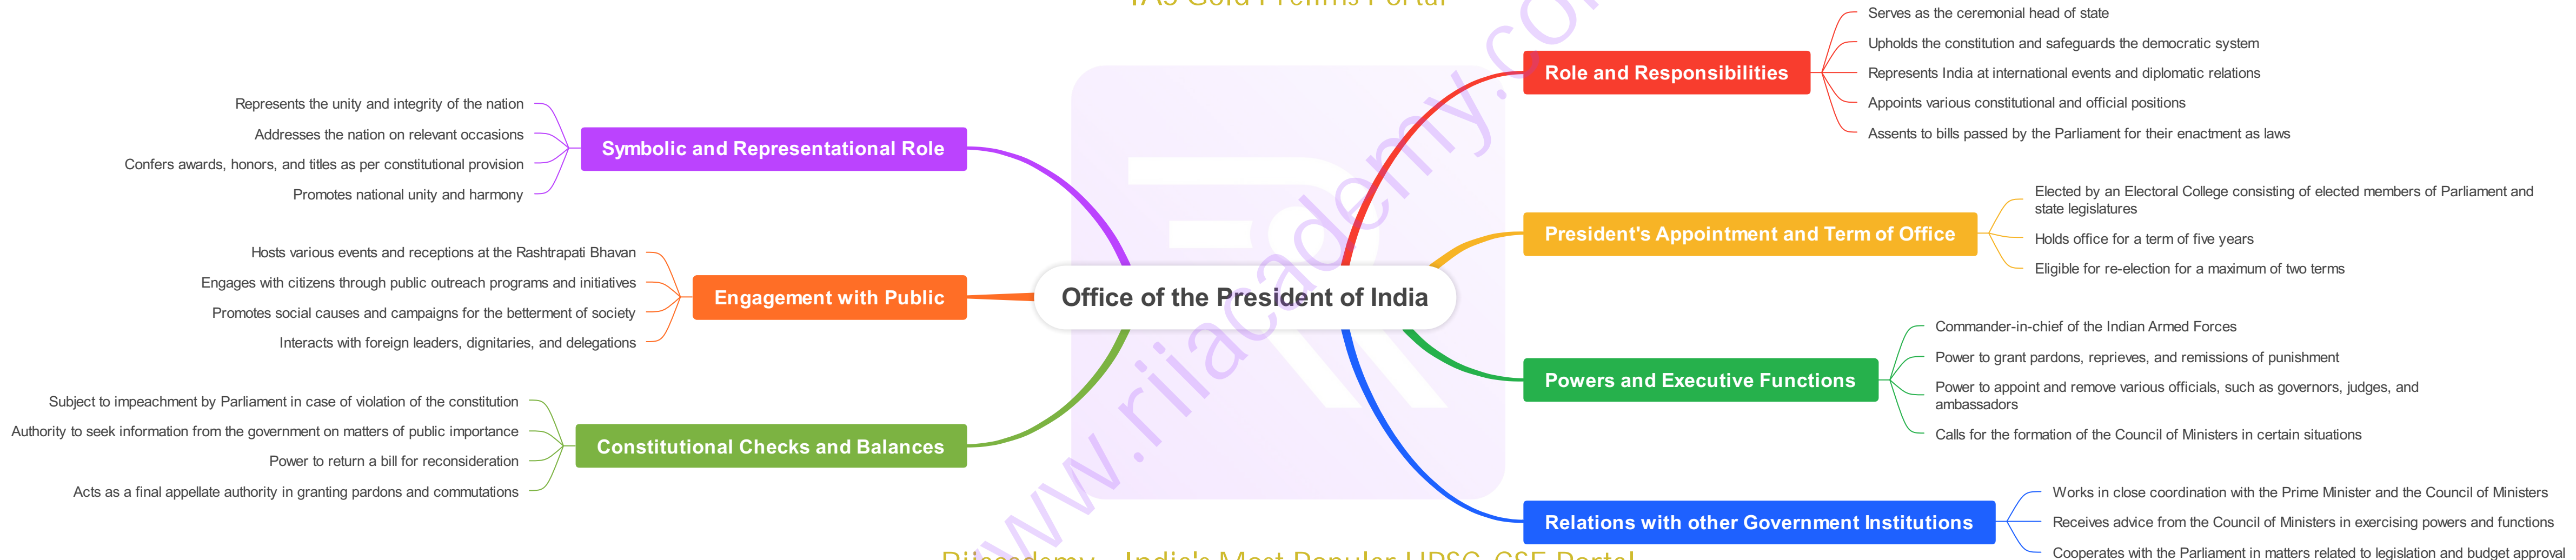 IAS Gold Prelims Portal
Office of the President of India
Role and Responsibilities
Serves as the ceremonial head of state
Upholds the constitution and safeguards the democratic system
Represents India at international events and diplomatic relations
Appoints various constitutional and official positions
Assents to bills passed by the Parliament for their enactment as laws
President's Appointment and Term of Office
Elected by an Electoral College consisting of elected members of Parliament and
state legislatures
Holds office for a term of five years
Eligible for re-election for a maximum of two terms
Powers and Executive Functions
Commander-in-chief of the Indian Armed Forces
Power to grant pardons, reprieves, and remissions of punishment
Power to appoint and remove various officials, such as governors, judges, and
ambassadors
Calls for the formation of the Council of Ministers in certain situations
Relations with other Government Institutions
Works in close coordination with the Prime Minister and the Council of Ministers
Receives advice from the Council of Ministers in exercising powers and functions
Cooperates with the Parliament in matters related to legislation and budget approval
Symbolic and Representational Role
Represents the unity and integrity of the nation
Addresses the nation on relevant occasions
Confers awards, honors, and titles as per constitutional provision
Promotes national unity and harmony
Engagement with Public
Hosts various events and receptions at the Rashtrapati Bhavan
Engages with citizens through public outreach programs and initiatives
Promotes social causes and campaigns for the betterment of society
Interacts with foreign leaders, dignitaries, and delegations
Constitutional Checks and Balances
Subject to impeachment by Parliament in case of violation of the constitution
Authority to seek information from the government on matters of public importance
Power to return a bill for reconsideration
Acts as a final appellate authority in granting pardons and commutations
www.rijiacademy.com
India's Most Popular UPSC CSE Portal